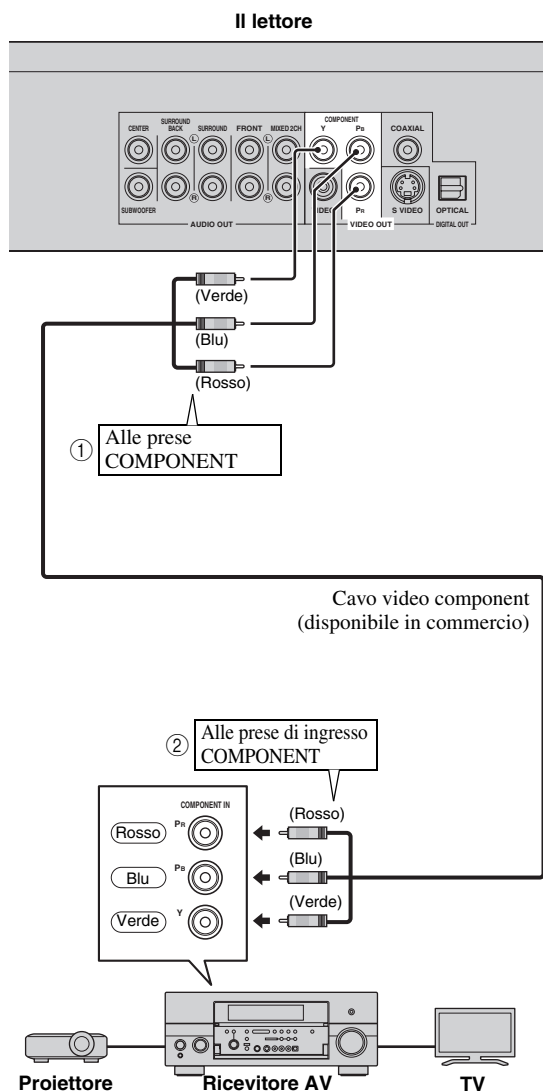 Il lettore
COMPONENT
CENTER SURROUND BACK SURROUND FRONT MIXED 2CH Y PB COAXIAL
L L
R R
SUBWOOFER VIDEO PR S VIDEO OPTICAL
AUDIO OUT VIDEO OUT DIGITAL OUT
(Verde)
(Blu)
(Rosso)
① Alle prese
COMPONENT
Cavo video component
(disponibile in commercio)
② Alle prese di ingresso
COMPONENT
COMPONENT IN
Rosso PR (Rosso)
Blu PB (Blu)
Verde Y (Verde)
Proiettore Ricevitore AV TV